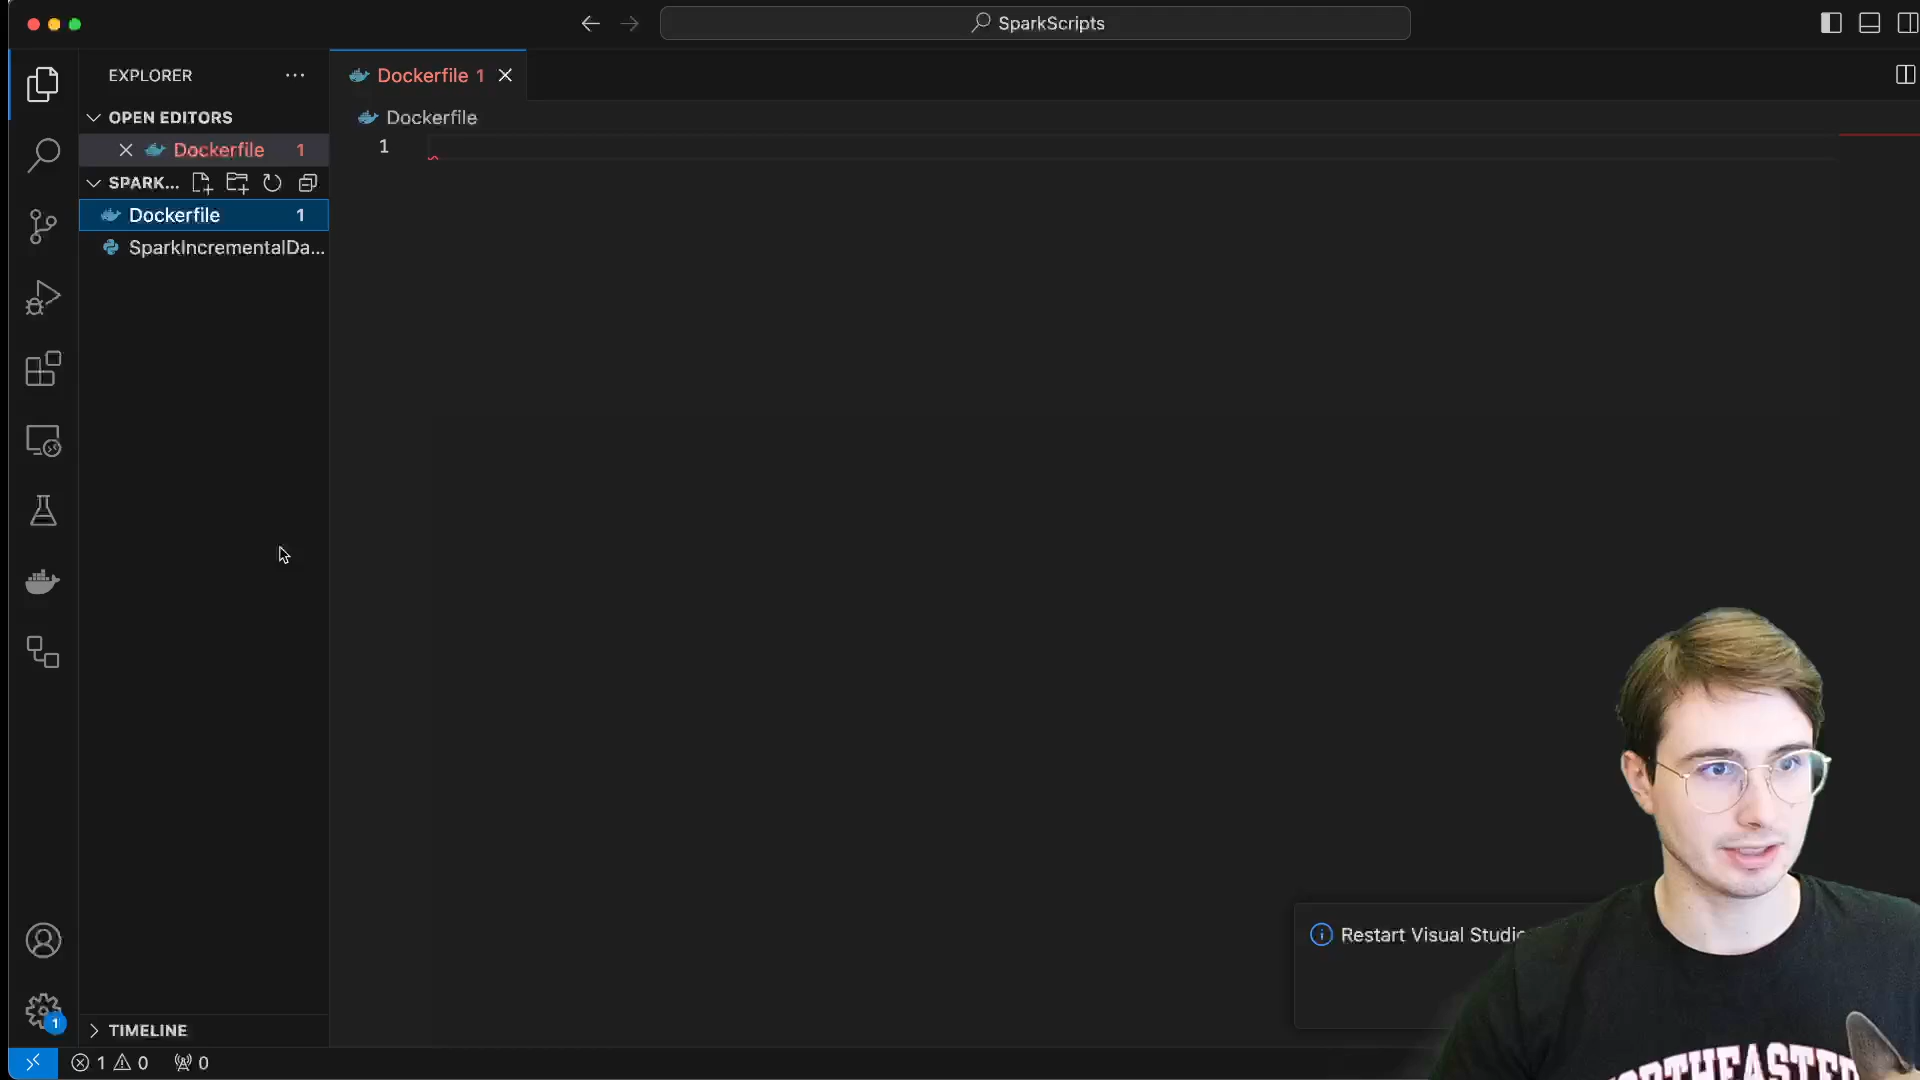 SparkScripts
EXPLORER
Dockerfile 1
OPEN EDITORS
Dockerfile
Dockerfile 1
1
SPARK...
Dockerfile 1
SparkIncrementalDa...
Restart Visual Studio
1
TIMELINE
1 0 0